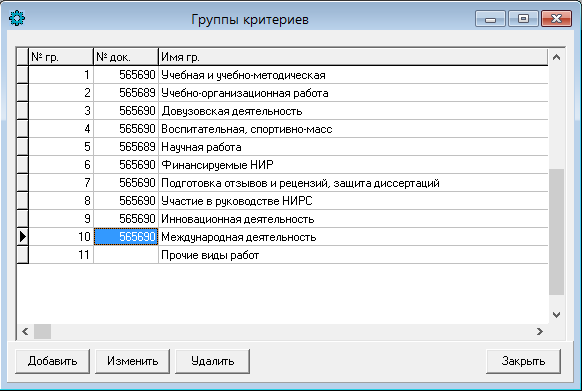 Группы критериев
№ гр. № док. Имя гр.
1 565690 Учебная и учебно-методическая
2 565689 Учебно-организационная работа
3 565690 Довузовская деятельность
4 565690 Воспитательная, спортивно-масс
5 565689 Научная работа
6 565690 Финансируемые НИР
7 565690 Подготовка отзывов и рецензий, защита диссертаций
8 565690 Участие в руководстве НИРС
9 565690 Инновационная деятельность
10 565690 Международная деятельность
11 Прочие виды работ
Добавить Изменить Удалить Закрыть